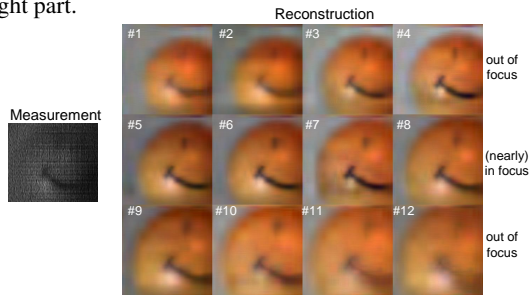 ght part.
Reconstruction
#1 #2 #3 #4
out of
focus
Measurement
#5 #6 #7 #8
(nearly)
in focus
#9 #10 #11 #12
out of
focus